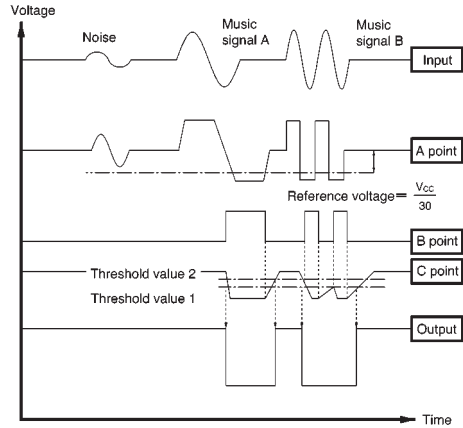 Voltage
Noise
Music
signal A
Music
signal B
Input
A point
Reference voltage = Vcc
30
B point
C point
Threshold value 2
Threshold value 1
Output
Time